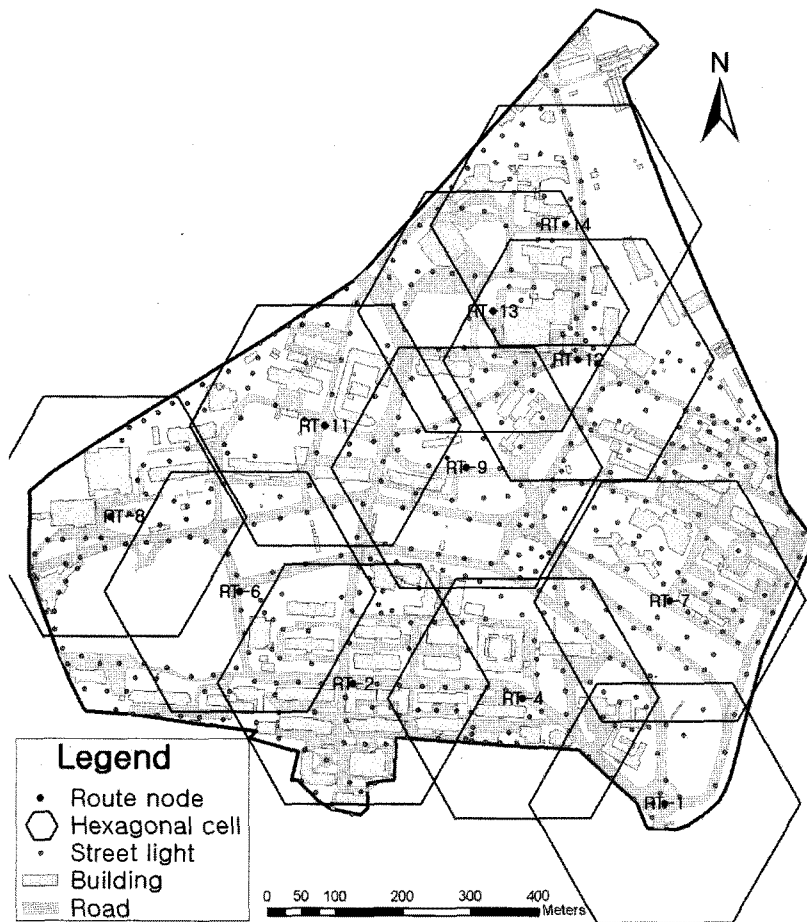 N
RT-14
RT-13
RT-12
RT-11
RT-9
RT-8
RT-6
RT-7
RT-2
RT-4
RT-1
Legend
Route node
Hexagonal cell
Street light
Building
Road
0 50 100 200 300 400
Meters